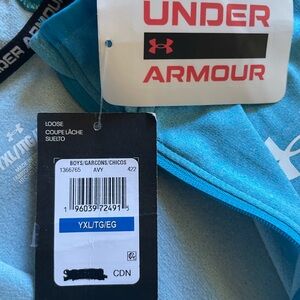 UNDER
ARMOUR
UNDER ARMOUR
LOOSE
COUPE LÂCHE
SUELTO
BOYS/GARCONS/CHICOS
1366765 AVY 422
1 96039 72491 5
YXL/TG/EG
CDN